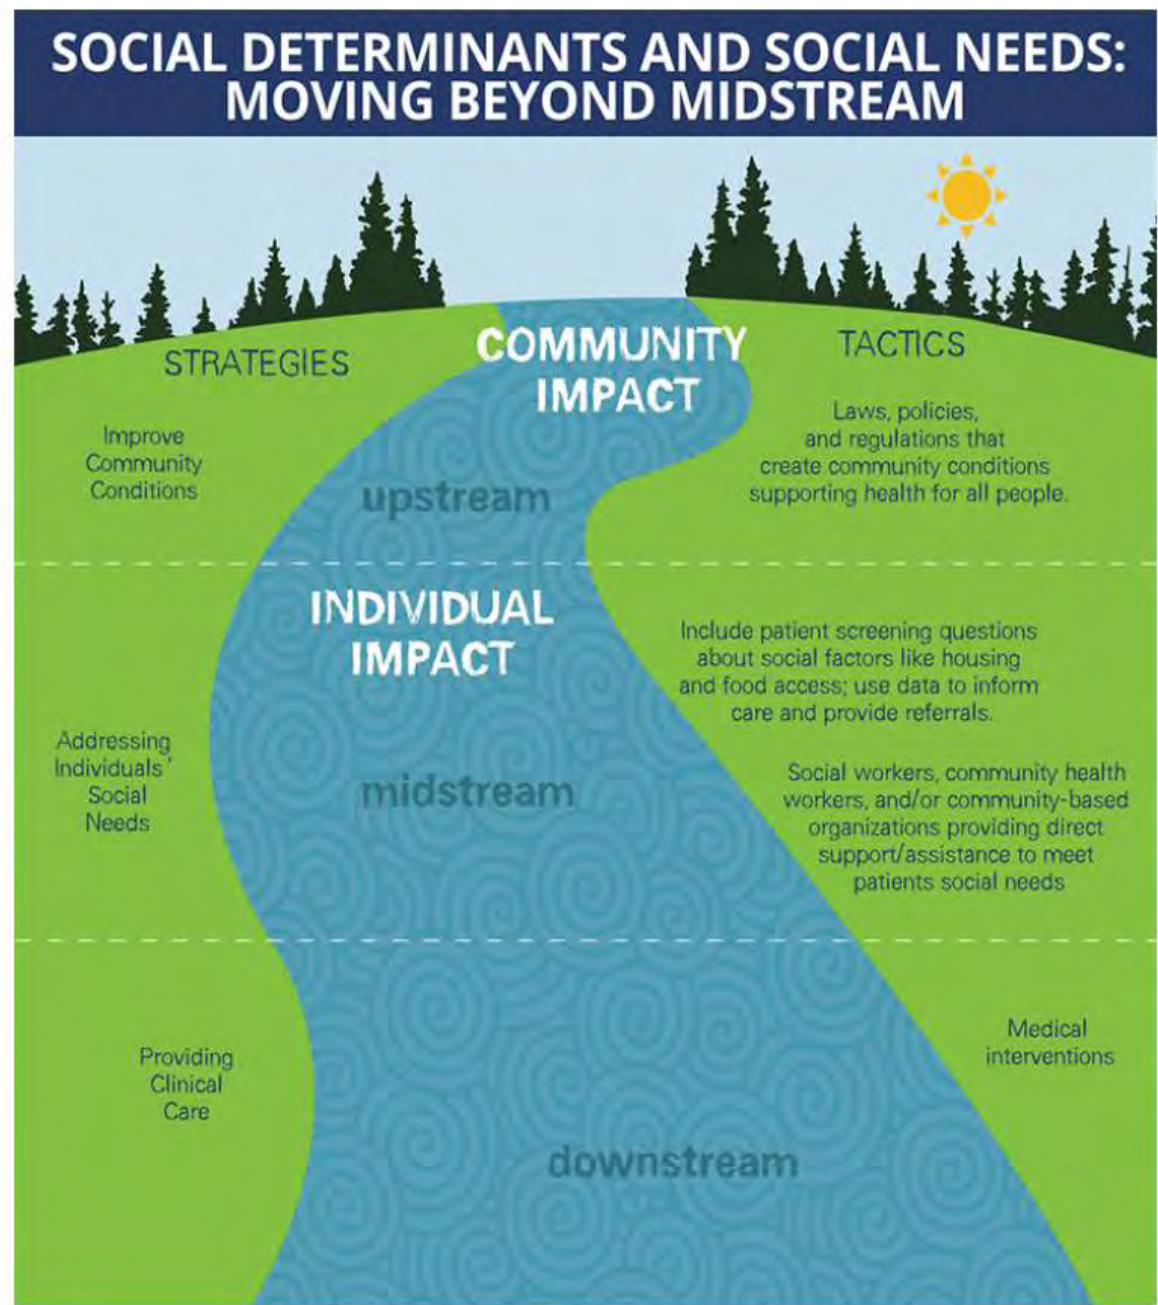 SOCIAL DETERMINANTS AND SOCIAL NEEDS:
MOVING BEYOND MIDSTREAM
STRATEGIES
COMMUNITY
IMPACT
TACTICS
Improve
Community
Conditions
upstream
Laws, policies,
and regulations that
create community conditions
supporting health for all people.
INDIVIDUAL
IMPACT
Addressing
Individuals'
Social
Needs
midstream
Include patient screening questions
about social factors like housing
and food access; use data to inform
care and provide referrals.
Social workers, community health
workers, and/or community-based
organizations providing direct
support/assistance to meet
patients social needs
Providing
Clinical
Care
downstream
Medical
interventions